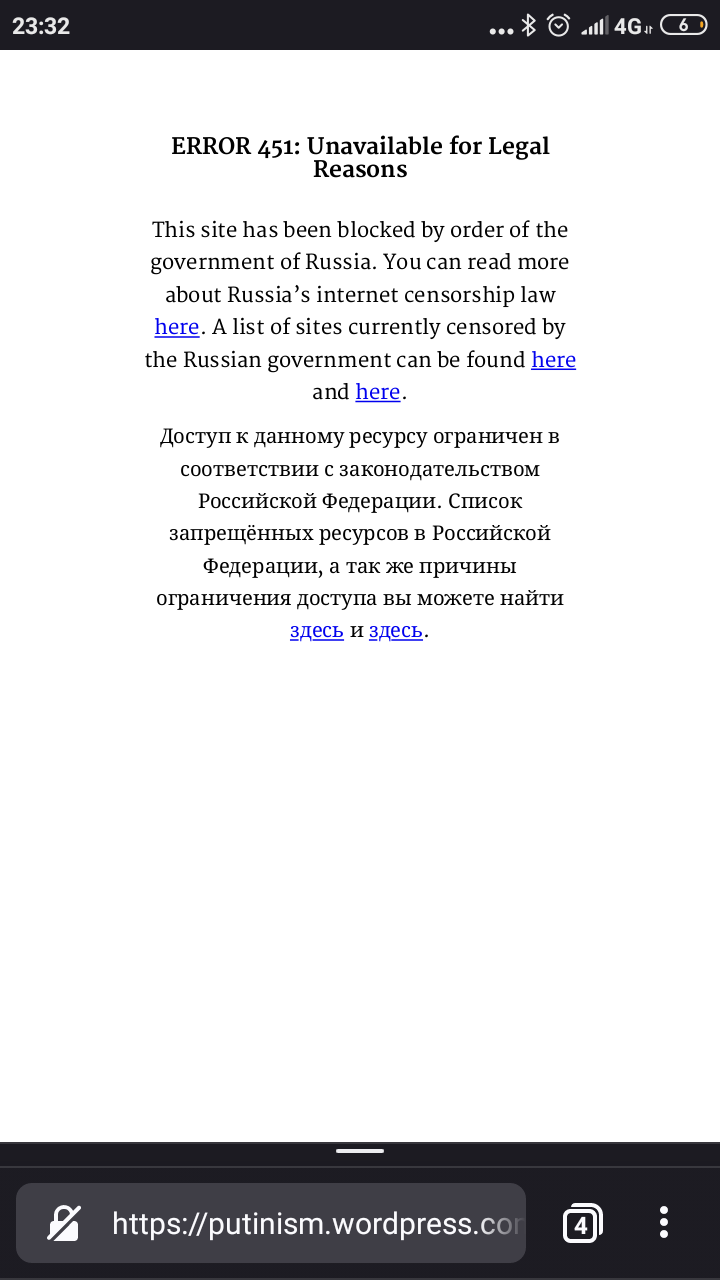 23:32
4G
6
ERROR 451: Unavailable for Legal
Reasons
This site has been blocked by order of the
government of Russia. You can read more
about Russia’s internet censorship law
here. A list of sites currently censored by
the Russian government can be found here
and here.
Доступ к данному ресурсу ограничен в
соответствии с законодательством
Российской Федерации. Список
запрещённых ресурсов в Российской
Федерации, а так же причины
ограничения доступа вы можете найти
здесь и здесь.
https://putinism.wordpress.com
4